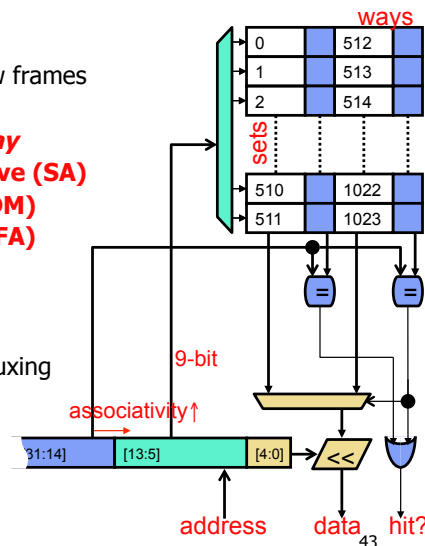 ways
0 512
w frames
1 513
2 514
ny
sets
ve (SA)
510 1022
OM)
511 1023
FA)
= =
uxing
9-bit
associativity↑
31:14] [13:5] [4:0] <<
address data hit?
43